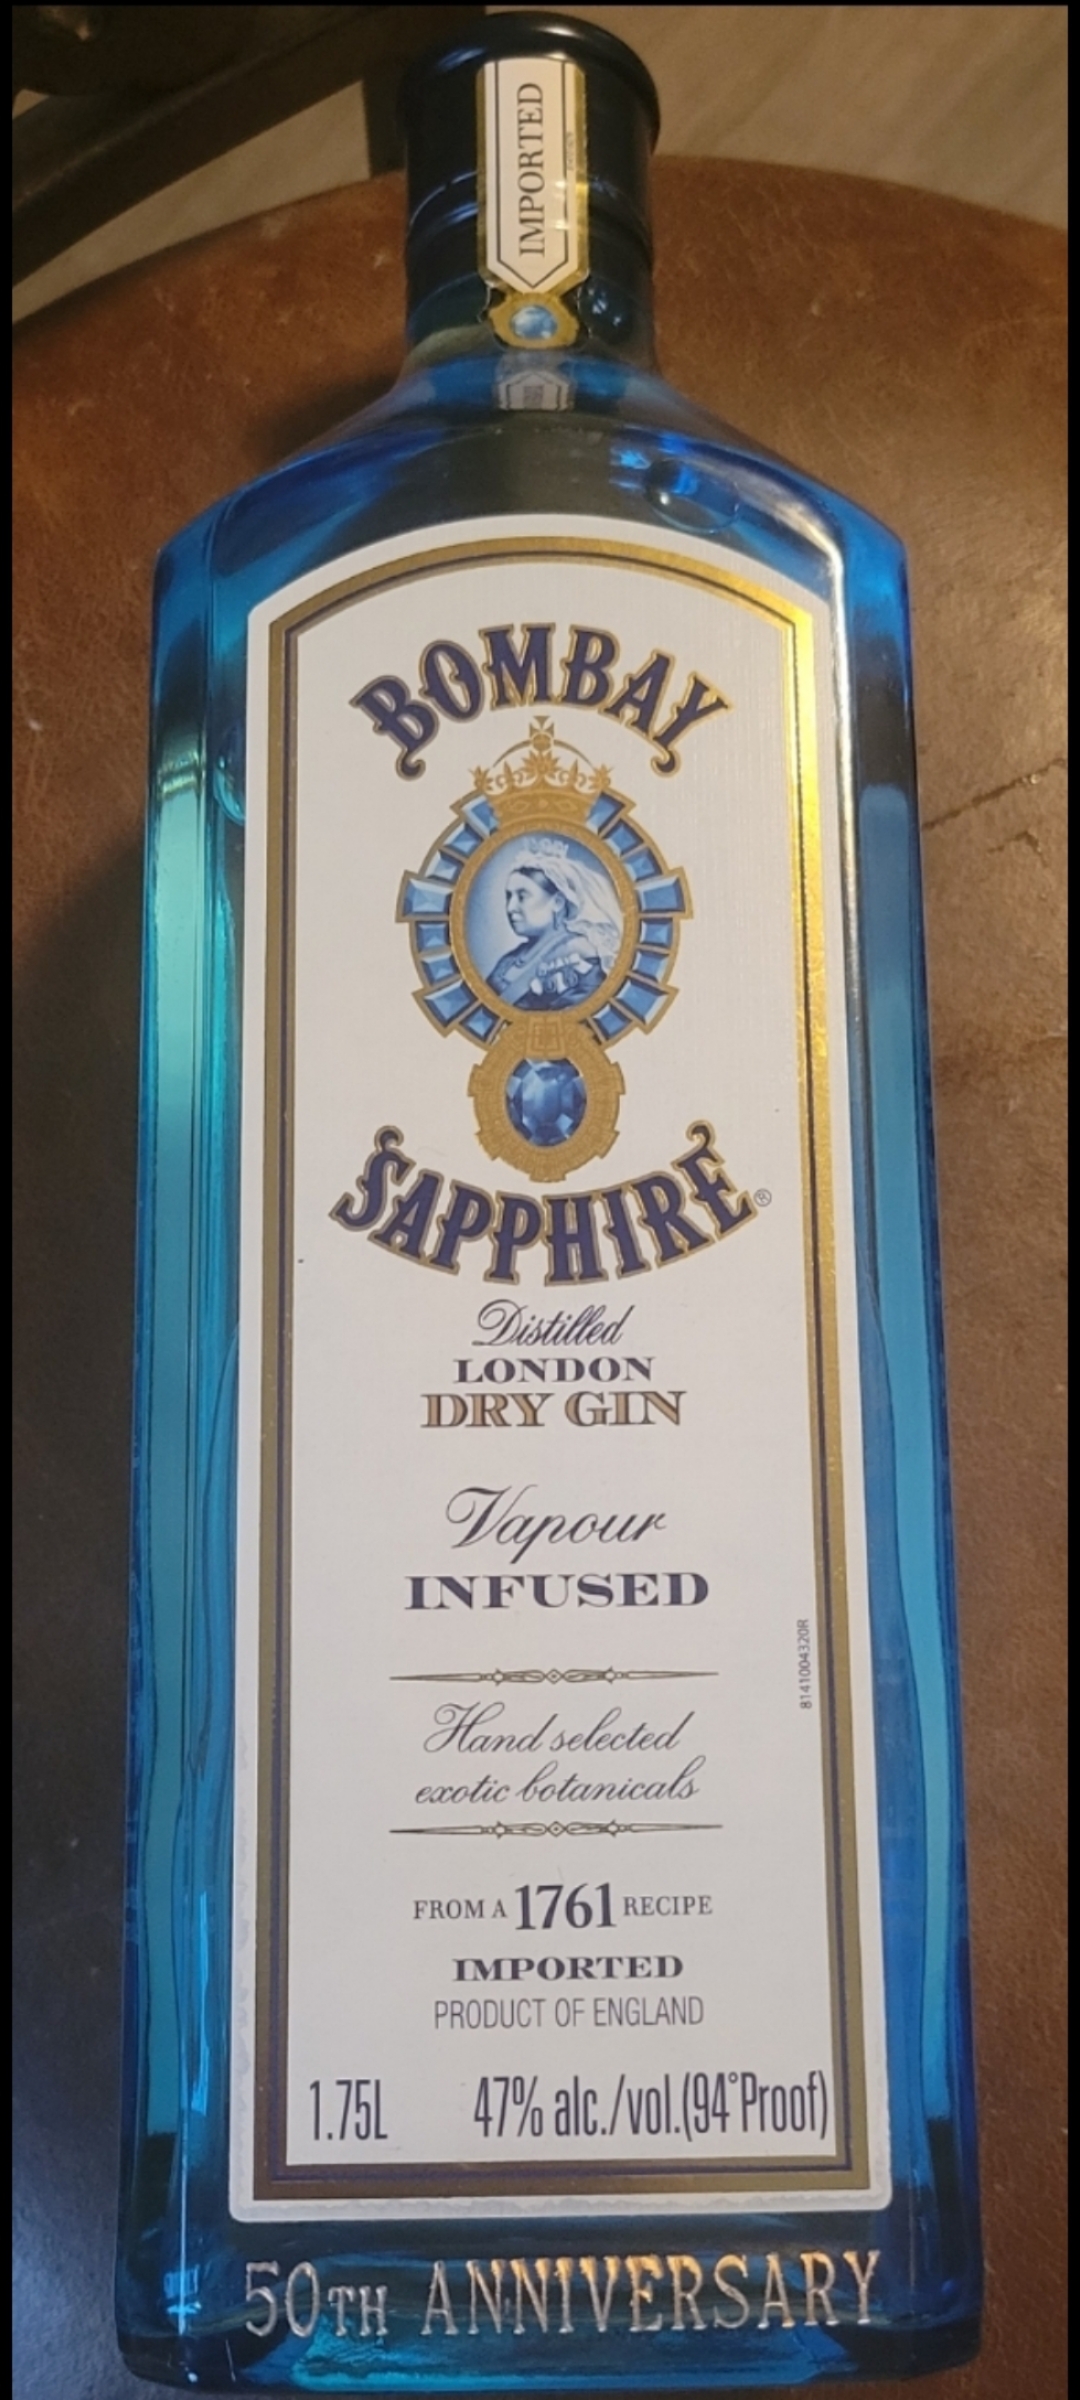 IMPORTED
BOMBAY
SAPPHIRE®
Distilled
LONDON
DRY GIN
Vapour
INFUSED
8141004320R
Hand selected
exotic botanicals
FROM A 1761 RECIPE
IMPORTED
PRODUCT OF ENGLAND
1.75L 47% alc./vol.(94°Proof)
50TH ANNIVERSARY